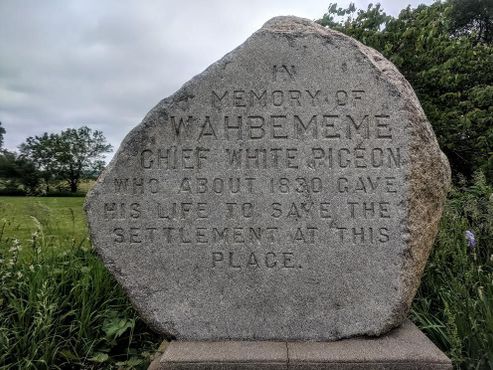 IN
MEMORY OF
WAHBEMEME
CHIEF WHITE PIGEON
WHO ABOUT 1830 GAVE
HIS LIFE TO SAVE THE
SETTLEMENT AT THIS
PLACE.